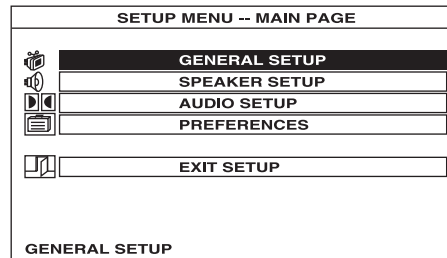 SETUP MENU -- MAIN PAGE
GENERAL SETUP
SPEAKER SETUP
AUDIO SETUP
PREFERENCES
EXIT SETUP
GENERAL SETUP